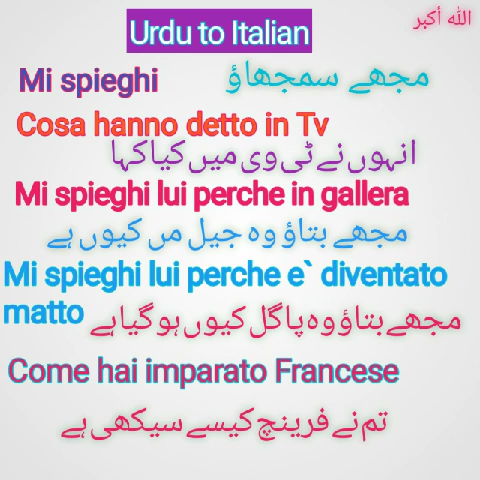 Urdu to Italian
الله أكبر
Mi spieghi
مجھے سمجھاؤ
Cosa hanno detto in Tv
انہوں نے ٹی وی میں کیا کہا
Mi spieghi lui perche in gallera
مجھے بتاؤ وہ جیل مں کیوں ہے
Mi spieghi lui perche e` diventato
matto
مجھے بتاؤ وہ پاگل کیوں ہو گیا ہے
Come hai imparato Francese
تم نے فرینچ کیسے سیکھی ہے